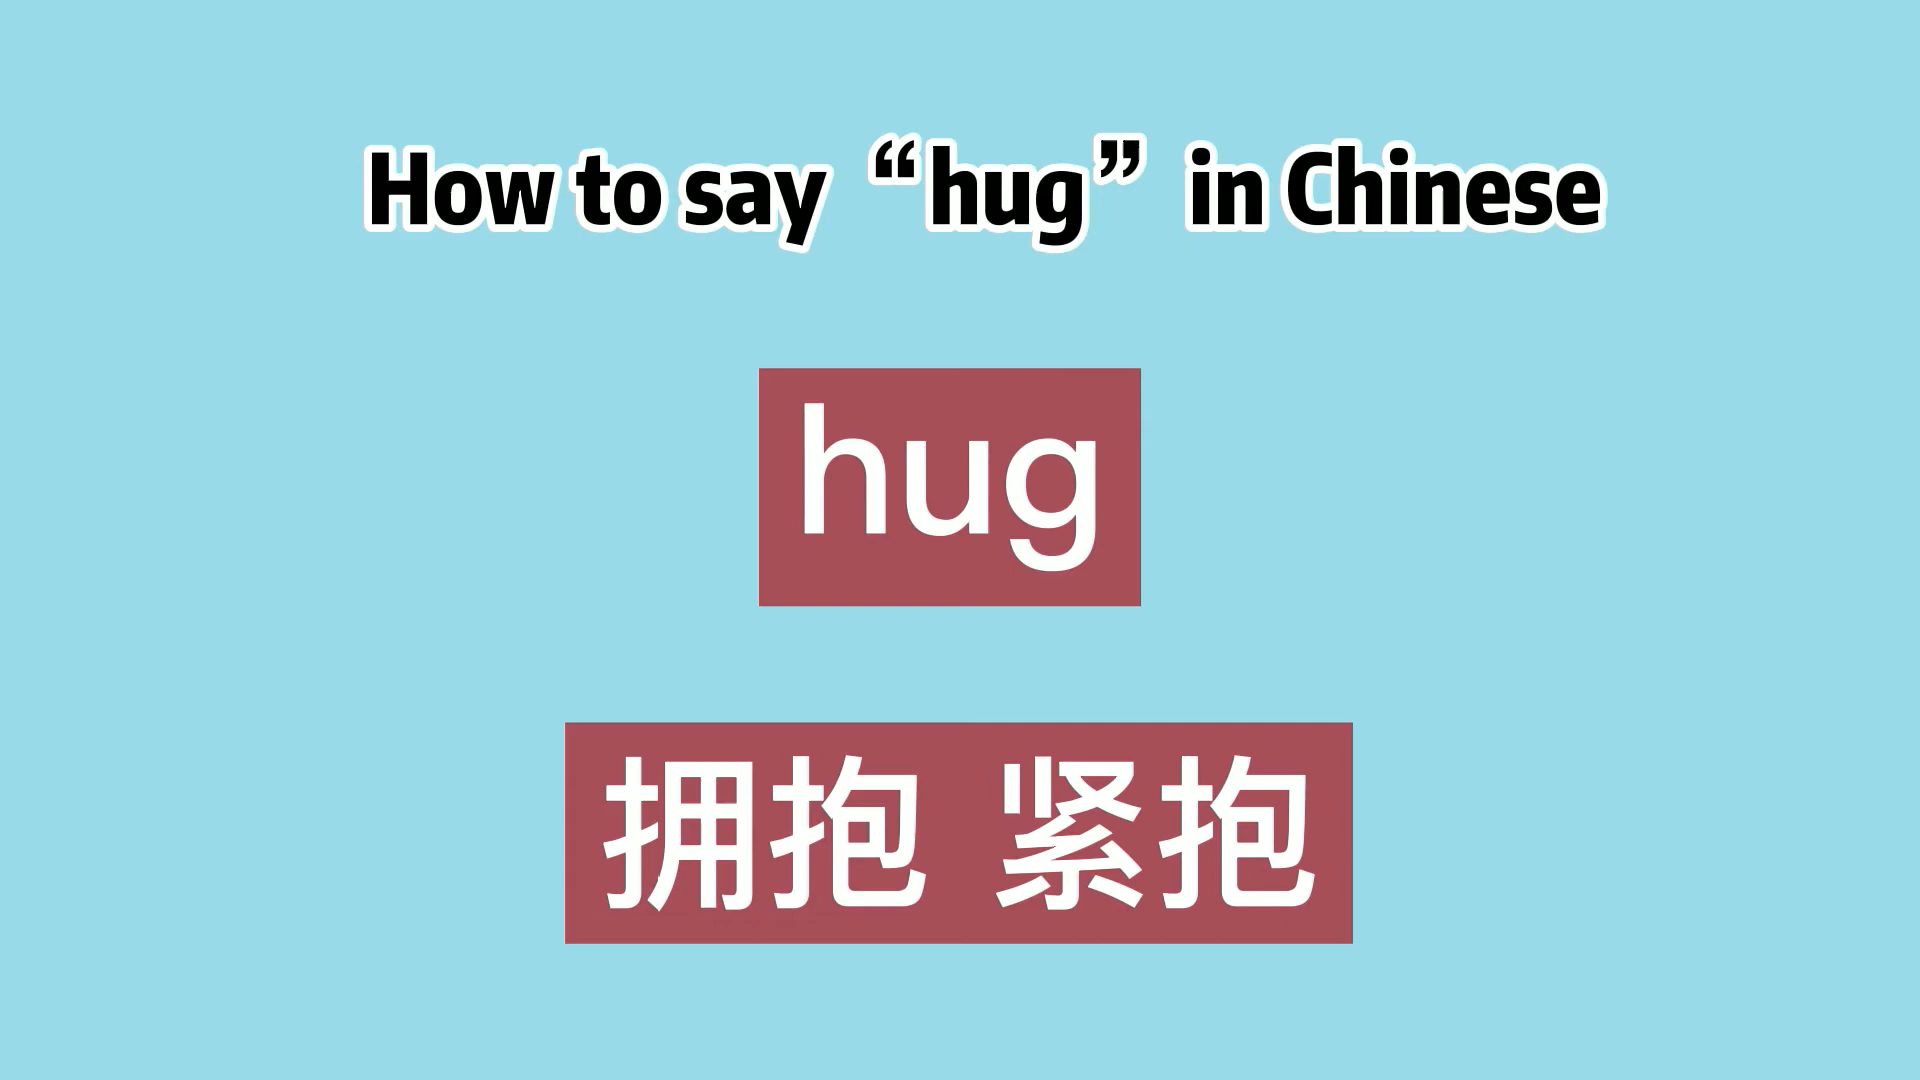 How to say “hug” in Chinese
hug
拥抱 紧抱